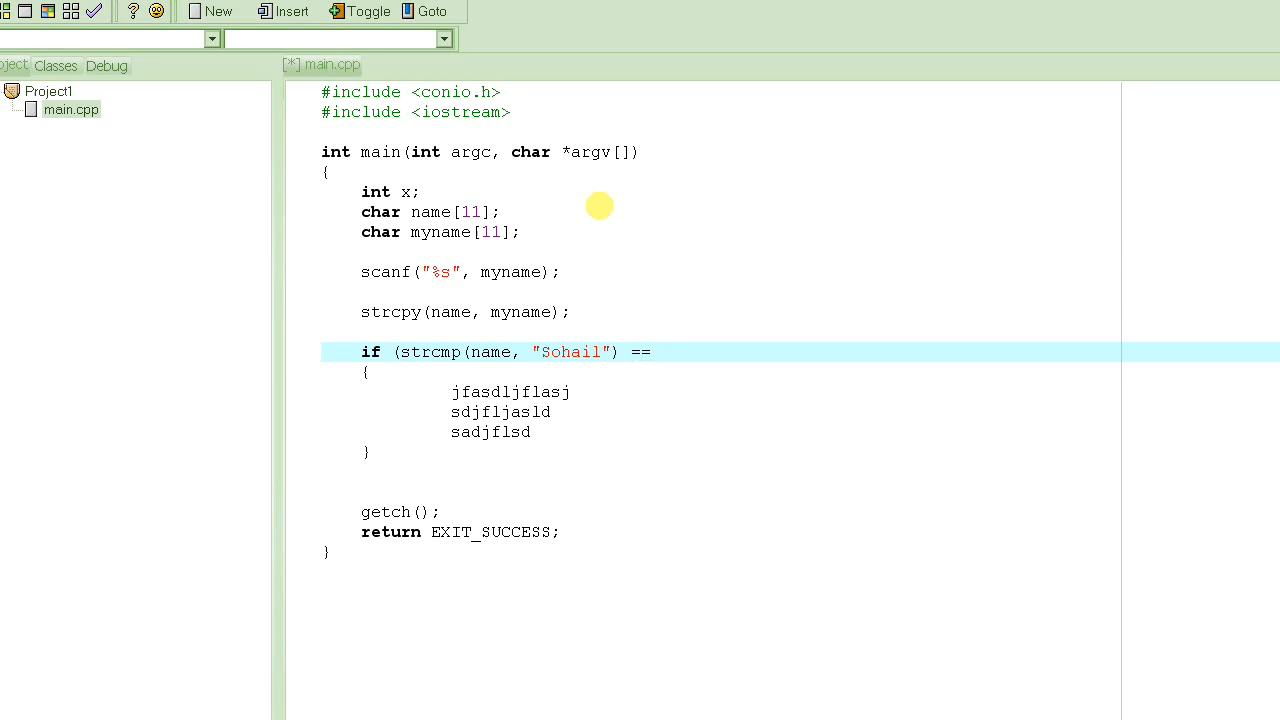 New Insert Toggle Goto
oject Classes Debug
[*] main.cpp
Project1
main.cpp
#include <conio.h>
#include <iostream>
int main(int argc, char *argv[])
{
int x;
char name[11];
char myname[11];
scanf("%s", myname);
strcpy(name, myname);
if (strcmp(name, "Sohail") ==
{
jfasdljflasj
sdjfljasld
sadjflsd
}
getch();
return EXIT_SUCCESS;
}